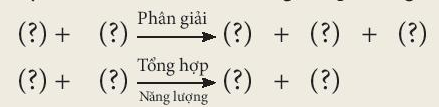 (?) + (?) Phân giải (?) + (?) + (?)
(?) + (?) Tổng hợp (?) + (?)
Năng lượng